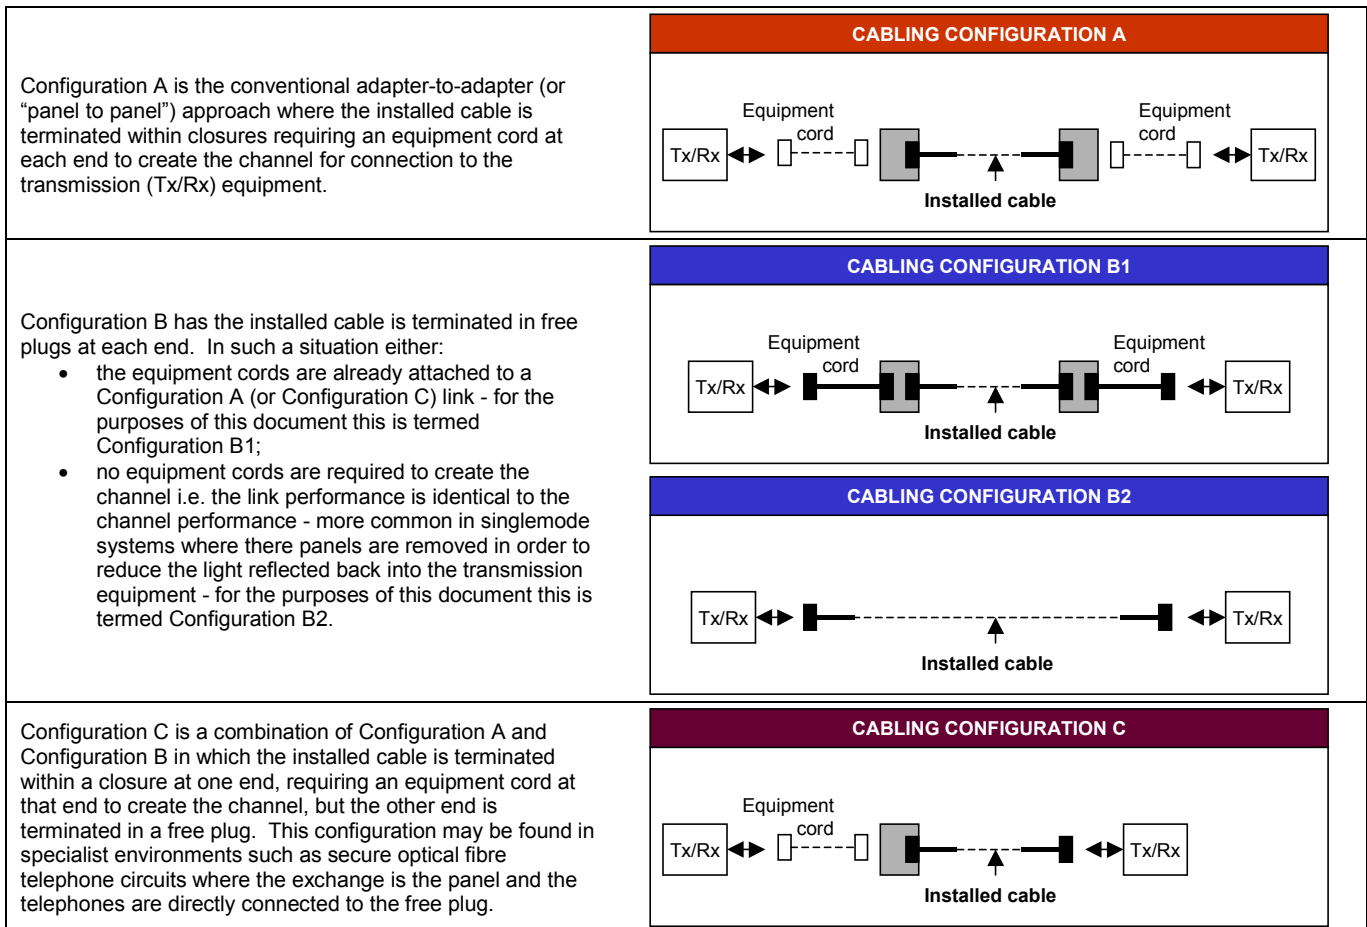 CABLING CONFIGURATION A
Configuration A is the conventional adapter-to-adapter (or
“panel to panel”) approach where the installed cable is
terminated within closures requiring an equipment cord at
each end to create the channel for connection to the
transmission (Tx/Rx) equipment.
Equipment
cord
Equipment
cord
Tx/Rx
Tx/Rx
Installed cable
CABLING CONFIGURATION B1
Configuration B has the installed cable is terminated in free
plugs at each end. In such a situation either:
• the equipment cords are already attached to a
Configuration A (or Configuration C) link - for the
purposes of this document this is termed
Configuration B1;
• no equipment cords are required to create the
channel i.e. the link performance is identical to the
channel performance - more common in singlemode
systems where there panels are removed in order to
reduce the light reflected back into the transmission
equipment - for the purposes of this document this is
termed Configuration B2.
Equipment
cord
Equipment
cord
Tx/Rx
Tx/Rx
Installed cable
CABLING CONFIGURATION B2
Tx/Rx
Tx/Rx
Installed cable
CABLING CONFIGURATION C
Configuration C is a combination of Configuration A and
Configuration B in which the installed cable is terminated
within a closure at one end, requiring an equipment cord at
that end to create the channel, but the other end is
terminated in a free plug. This configuration may be found in
specialist environments such as secure optical fibre
telephone circuits where the exchange is the panel and the
telephones are directly connected to the free plug.
Equipment
cord
Tx/Rx
Tx/Rx
Installed cable